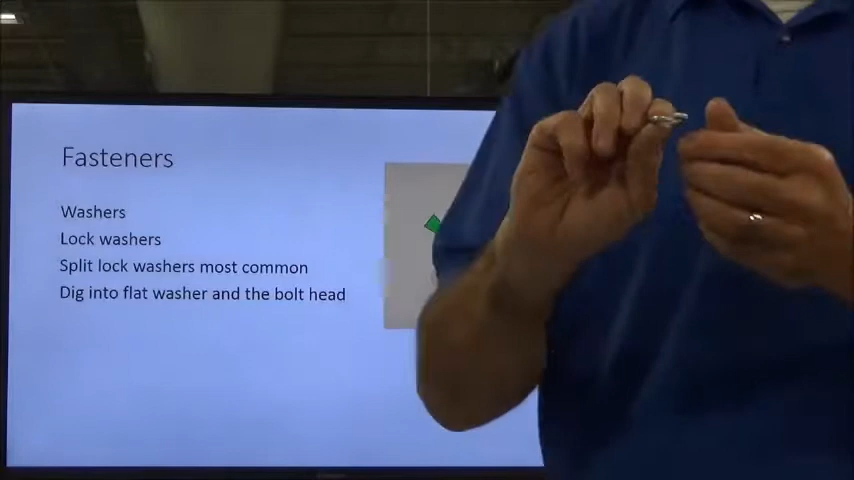 Fasteners
Washers
Lock washers
Split lock washers most common
Dig into flat washer and the bolt head